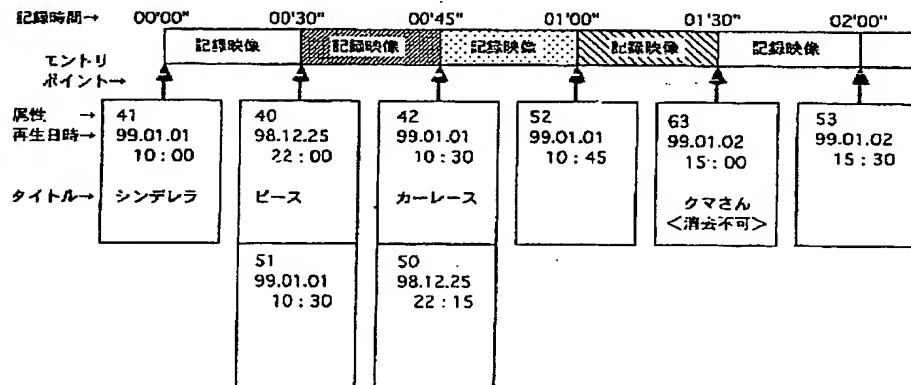 記録時間→ 00'00" 00'30" 00'45" 01'00" 01'30" 02'00"
記録映像 記録映像 記録映像 記録映像 記録映像
エントリ
ポイント→
属性 → 41 40 42 52 63 53
再生日時→ 99.01.01 98.12.25 99.01.01 99.01.01 99.01.02 99.01.02
10:00 22:00 10:30 10:45 15:00 15:30
タイトル→ シンデレラ ピース カーレース クマさん
<消去不可>
51 50
99.01.01 98.12.25
10:30 22:15